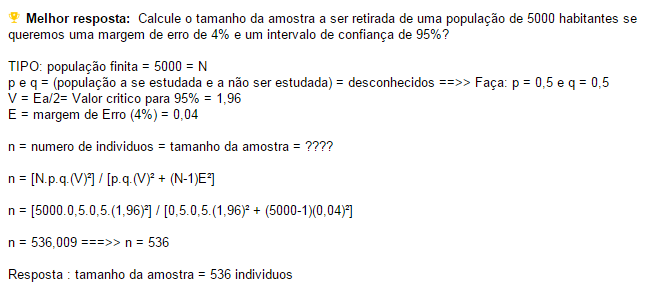 Melhor resposta: Calcule o tamanho da amostra a ser retirada de uma população de 5000 habitantes se
queremos uma margem de erro de 4% e um intervalo de confiança de 95%?
TIPO: população finita = 5000 = N
p e q = (população a se estudada e a não ser estudada) = desconhecidos ==>> Faça: p = 0,5 e q = 0,5
V = Ea/2= Valor critico para 95% = 1,96
E = margem de Erro (4%) = 0,04
n = numero de individuos = tamanho da amostra = ????
n = [N.p.q.(V)²] / [p.q.(V)² + (N-1)E²]
n = [5000.0,5.0,5.(1,96)²] / [0,5.0,5.(1,96)² + (5000-1)(0,04)²]
n = 536,009 ===>> n = 536
Resposta : tamanho da amostra = 536 individuos